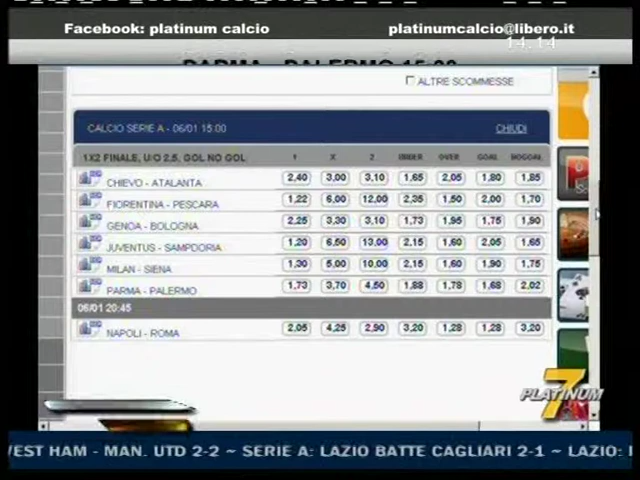 Facebook: platinum calcio platinumcalcio@libero.it
14.14
PARMA - PALERMO 15:00
ALTRE SCOMMESSE
CALCIO SERIE A - 06/01 15:00 CHIUDI
1X2 FINALE, U/O 2.5, GOL NO GOL 1 X 2 UNDER OVER GOAL NOGOAL
CHIEVO - ATALANTA 2,40 3,00 3,10 1,65 2,05 1,80 1,85
FIORENTINA - PESCARA 1,22 6,00 12,00 2,35 1,50 2,00 1,70
GENOA - BOLOGNA 2,25 3,30 3,10 1,73 1,95 1,75 1,90
JUVENTUS - SAMPDORIA 1,20 6,50 13,00 2,15 1,60 2,05 1,65
MILAN - SIENA 1,30 5,00 10,00 2,15 1,60 1,90 1,75
PARMA - PALERMO 1,73 3,70 4,50 1,88 1,78 1,68 2,02
06/01 20:45
NAPOLI - ROMA 2,05 4,25 2,90 3,20 1,28 1,28 3,20
7
PLATINUM
WEST HAM - MAN. UTD 2-2 ~ SERIE A: LAZIO BATTE CAGLIARI 2-1 ~ LAZIO: